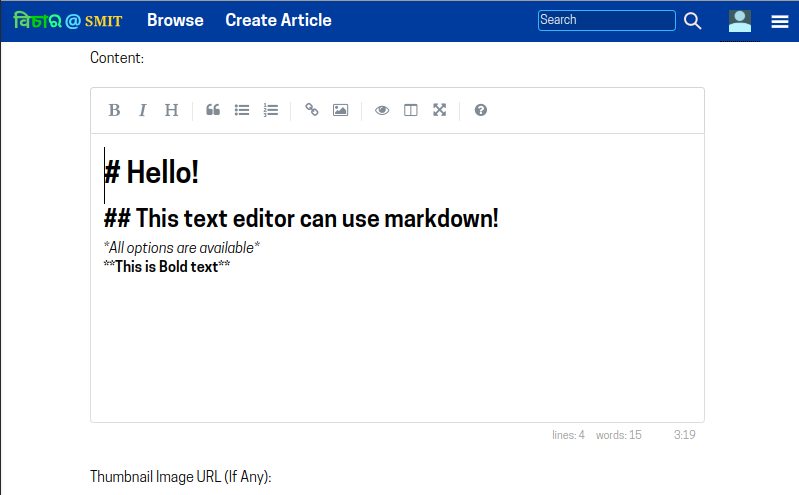 विচাର @ SMIT Browse Create Article Search
Content:
B I H
# Hello!
## This text editor can use markdown!
*All options are available*
**This is Bold text**
lines: 4 words: 15 3:19
Thumbnail Image URL (If Any):